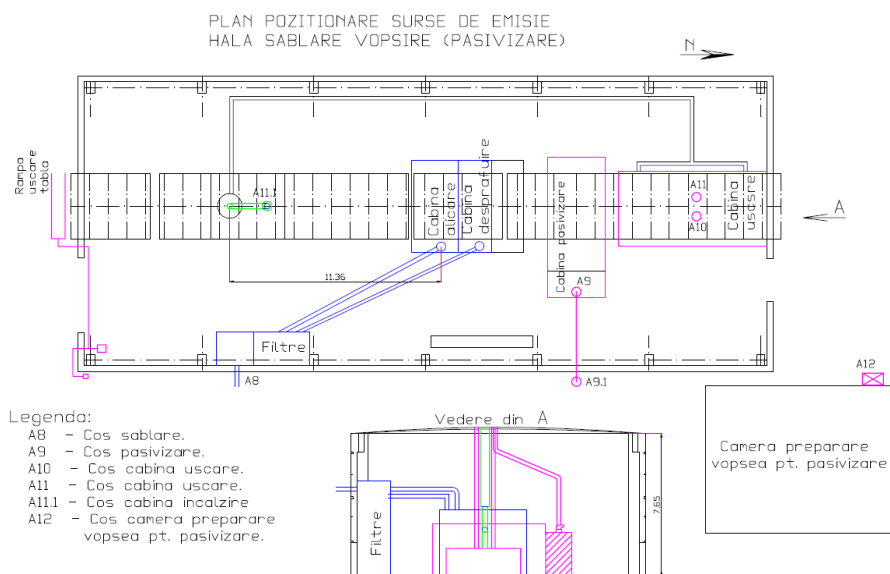 PLAN POZITIONARE SURSE DE EMISIE
HALA SABLARE VOPSIRE (PASIVIZARE)
N
Rampa
uscare
tabla
A11.1
Cabina
alicare
Cabina
desprafuire
Cabina pasivizare
A11
A10
Cabina
uscsre
A
11.36
A9
Filtre
A8
A9.1
A12
Camera preparare
vopsea pt. pasivizare
Legenda:
A8 - Cos sablare.
A9 - Cos pasivizare.
A10 - Cos cabina uscare.
A11 - Cos cabina uscare.
A11.1 - Cos cabina incalzire
A12 - Cos camera preparare
vopsea pt. pasivizare.
Vedere din A
Filtre
7.65